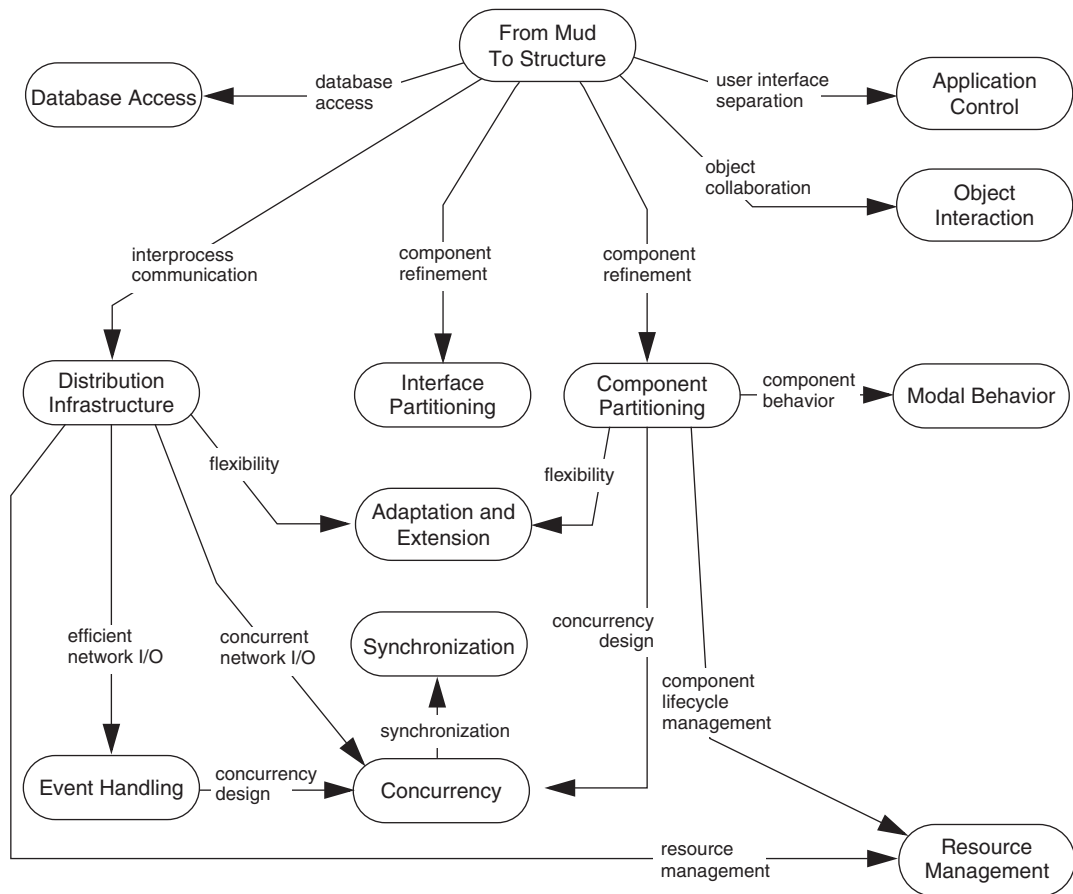 From Mud
To Structure
database
access
user interface
separation
Database Access
Application
Control
object
collaboration
Object
Interaction
interprocess
communication
component
refinement
component
refinement
Distribution
Infrastructure
Interface
Partitioning
Component
Partitioning
component
behavior
Modal Behavior
flexibility
flexibility
Adaptation and
Extension
efficient
network I/O
concurrent
network I/O
Synchronization
concurrency
design
component
lifecycle
management
synchronization
Event Handling
concurrency
design
Concurrency
resource
management
Resource
Management